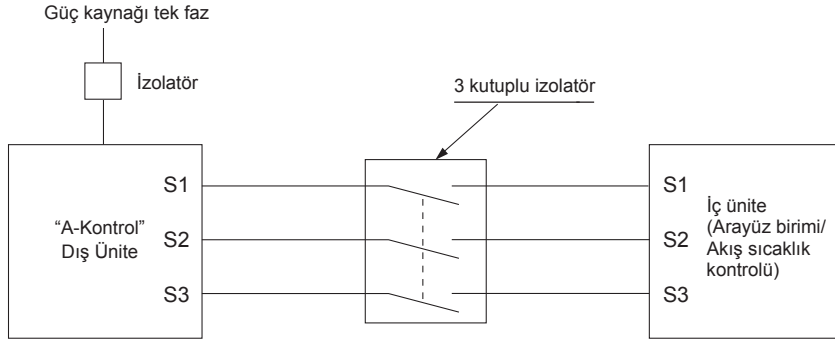 Güç kaynağı tek faz
İzolatör
3 kutuplu izolatör
"A-Kontrol"
Dış Ünite
S1
S2
S3
S1
S2
S3
İç ünite
(Arayüz birimi/
Akış sıcaklık
kontrolü)